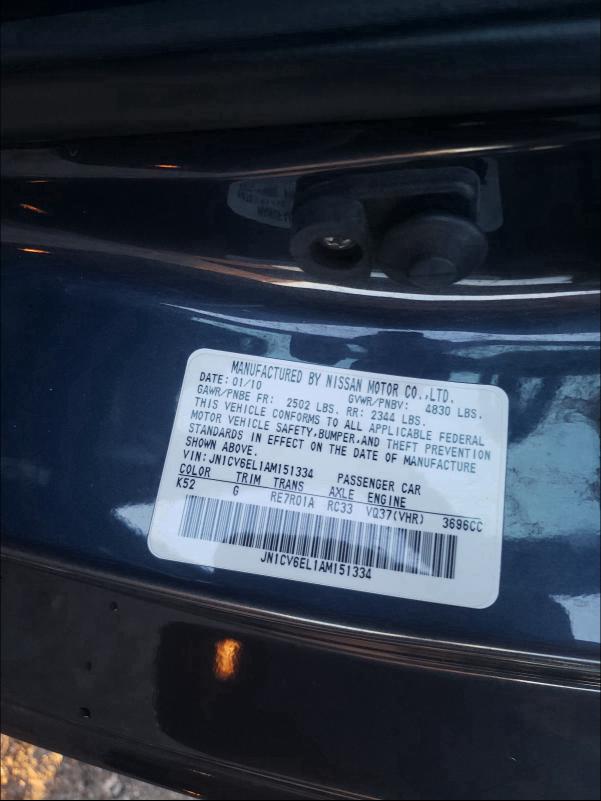 MANUFACTURED BY NISSAN MOTOR CO.,LTD.
DATE: 01/10 GVWR/PNBV: 4830 LBS.
GAWR/PNBE FR: 2502 LBS. RR: 2344 LBS.
THIS VEHICLE CONFORMS TO ALL APPLICABLE FEDERAL
MOTOR VEHICLE SAFETY,BUMPER,AND THEFT PREVENTION
STANDARDS IN EFFECT ON THE DATE OF MANUFACTURE
SHOWN ABOVE.
VIN: JN1CV6EL1AM151334 PASSENGER CAR
COLOR TRIM TRANS AXLE ENGINE
K52 G RE7R01A RC33 VQ37(VHR) 3696CC
JN1CV6EL1AM151334